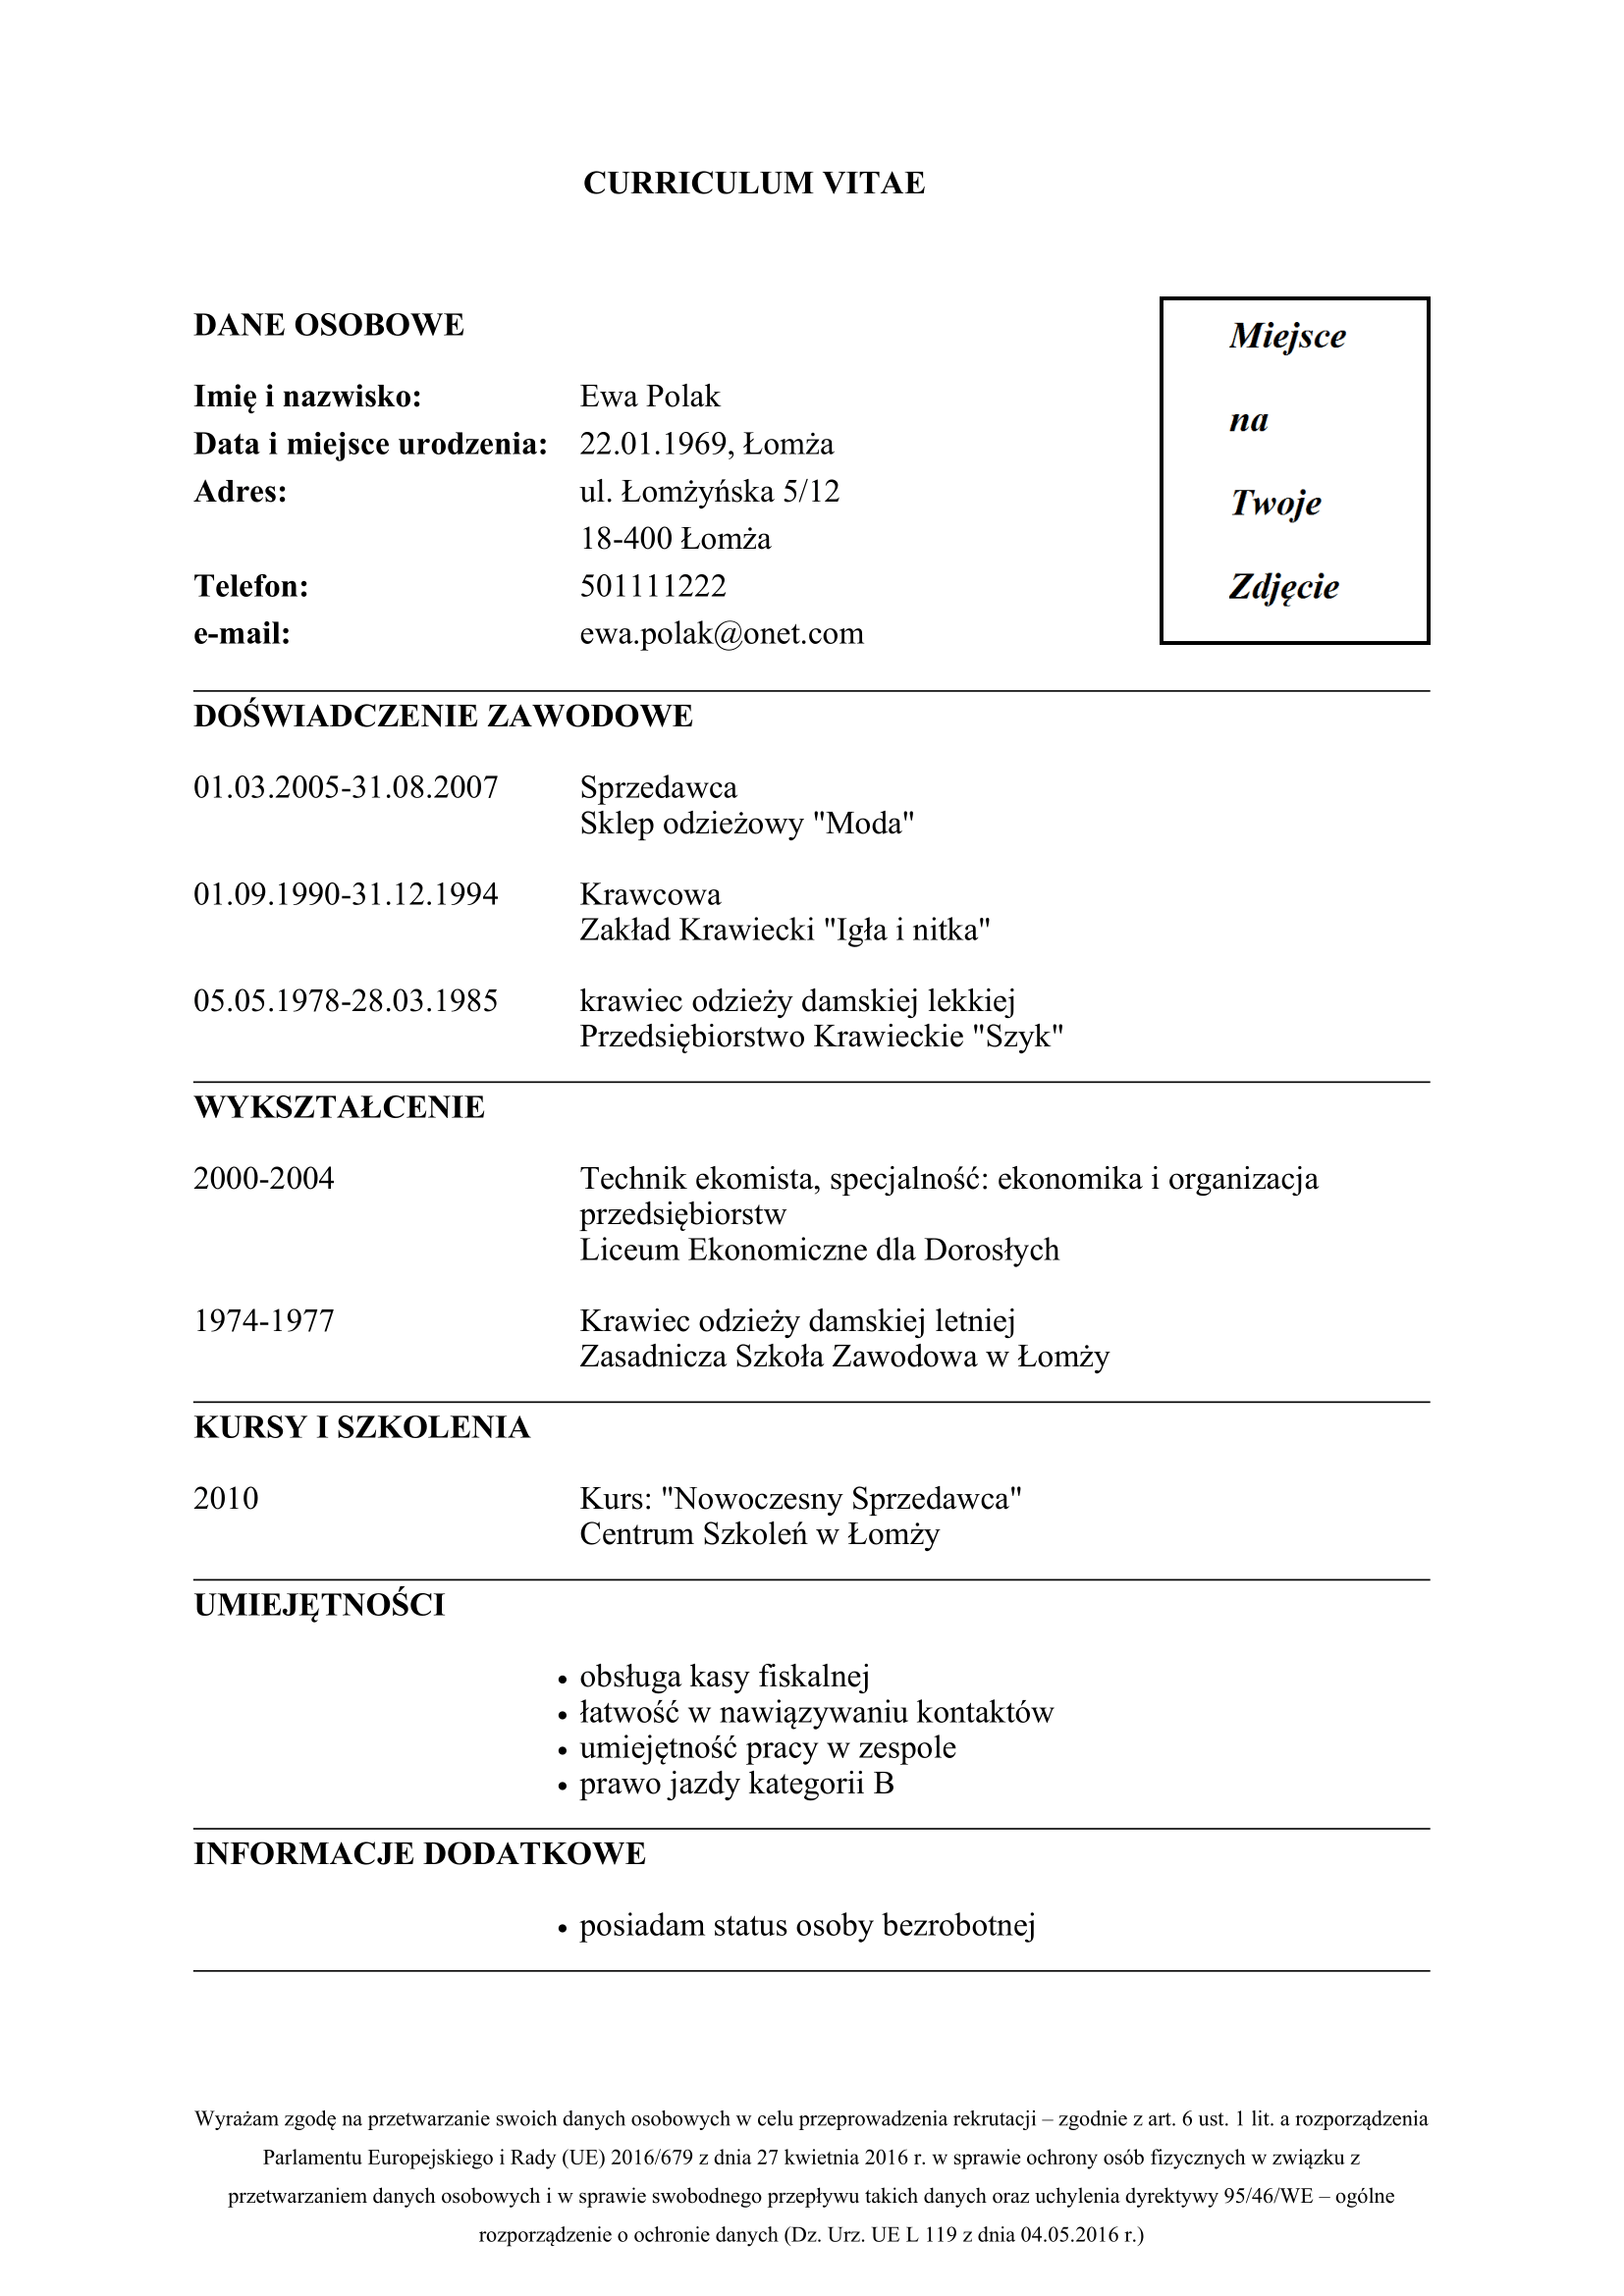 CURRICULUM VITAE
DANE OSOBOWE
Imię i nazwisko: Ewa Polak
Data i miejsce urodzenia: 22.01.1969, Łomża
Adres: ul. Łomżyńska 5/12
18-400 Łomża
Telefon: 501111222
e-mail: ewa.polak@onet.com
Miejsce
na
Twoje
Zdjęcie
DOŚWIADCZENIE ZAWODOWE
01.03.2005-31.08.2007 Sprzedawca
Sklep odzieżowy "Moda"
01.09.1990-31.12.1994 Krawcowa
Zakład Krawiecki "Igła i nitka"
05.05.1978-28.03.1985 krawiec odzieży damskiej lekkiej
Przedsiębiorstwo Krawieckie "Szyk"
WYKSZTAŁCENIE
2000-2004 Technik ekomista, specjalność: ekonomika i organizacja
przedsiębiorstw
Liceum Ekonomiczne dla Dorosłych
1974-1977 Krawiec odzieży damskiej letniej
Zasadnicza Szkoła Zawodowa w Łomży
KURSY I SZKOLENIA
2010 Kurs: "Nowoczesny Sprzedawca"
Centrum Szkoleń w Łomży
UMIEJĘTNOŚCI
• obsługa kasy fiskalnej
• łatwość w nawiązywaniu kontaktów
• umiejętność pracy w zespole
• prawo jazdy kategorii B
INFORMACJE DODATKOWE
• posiadam status osoby bezrobotnej
Wyrażam zgodę na przetwarzanie swoich danych osobowych w celu przeprowadzenia rekrutacji – zgodnie z art. 6 ust. 1 lit. a rozporządzenia
Parlamentu Europejskiego i Rady (UE) 2016/679 z dnia 27 kwietnia 2016 r. w sprawie ochrony osób fizycznych w związku z
przetwarzaniem danych osobowych i w sprawie swobodnego przepływu takich danych oraz uchylenia dyrektywy 95/46/WE – ogólne
rozporządzenie o ochronie danych (Dz. Urz. UE L 119 z dnia 04.05.2016 r.)